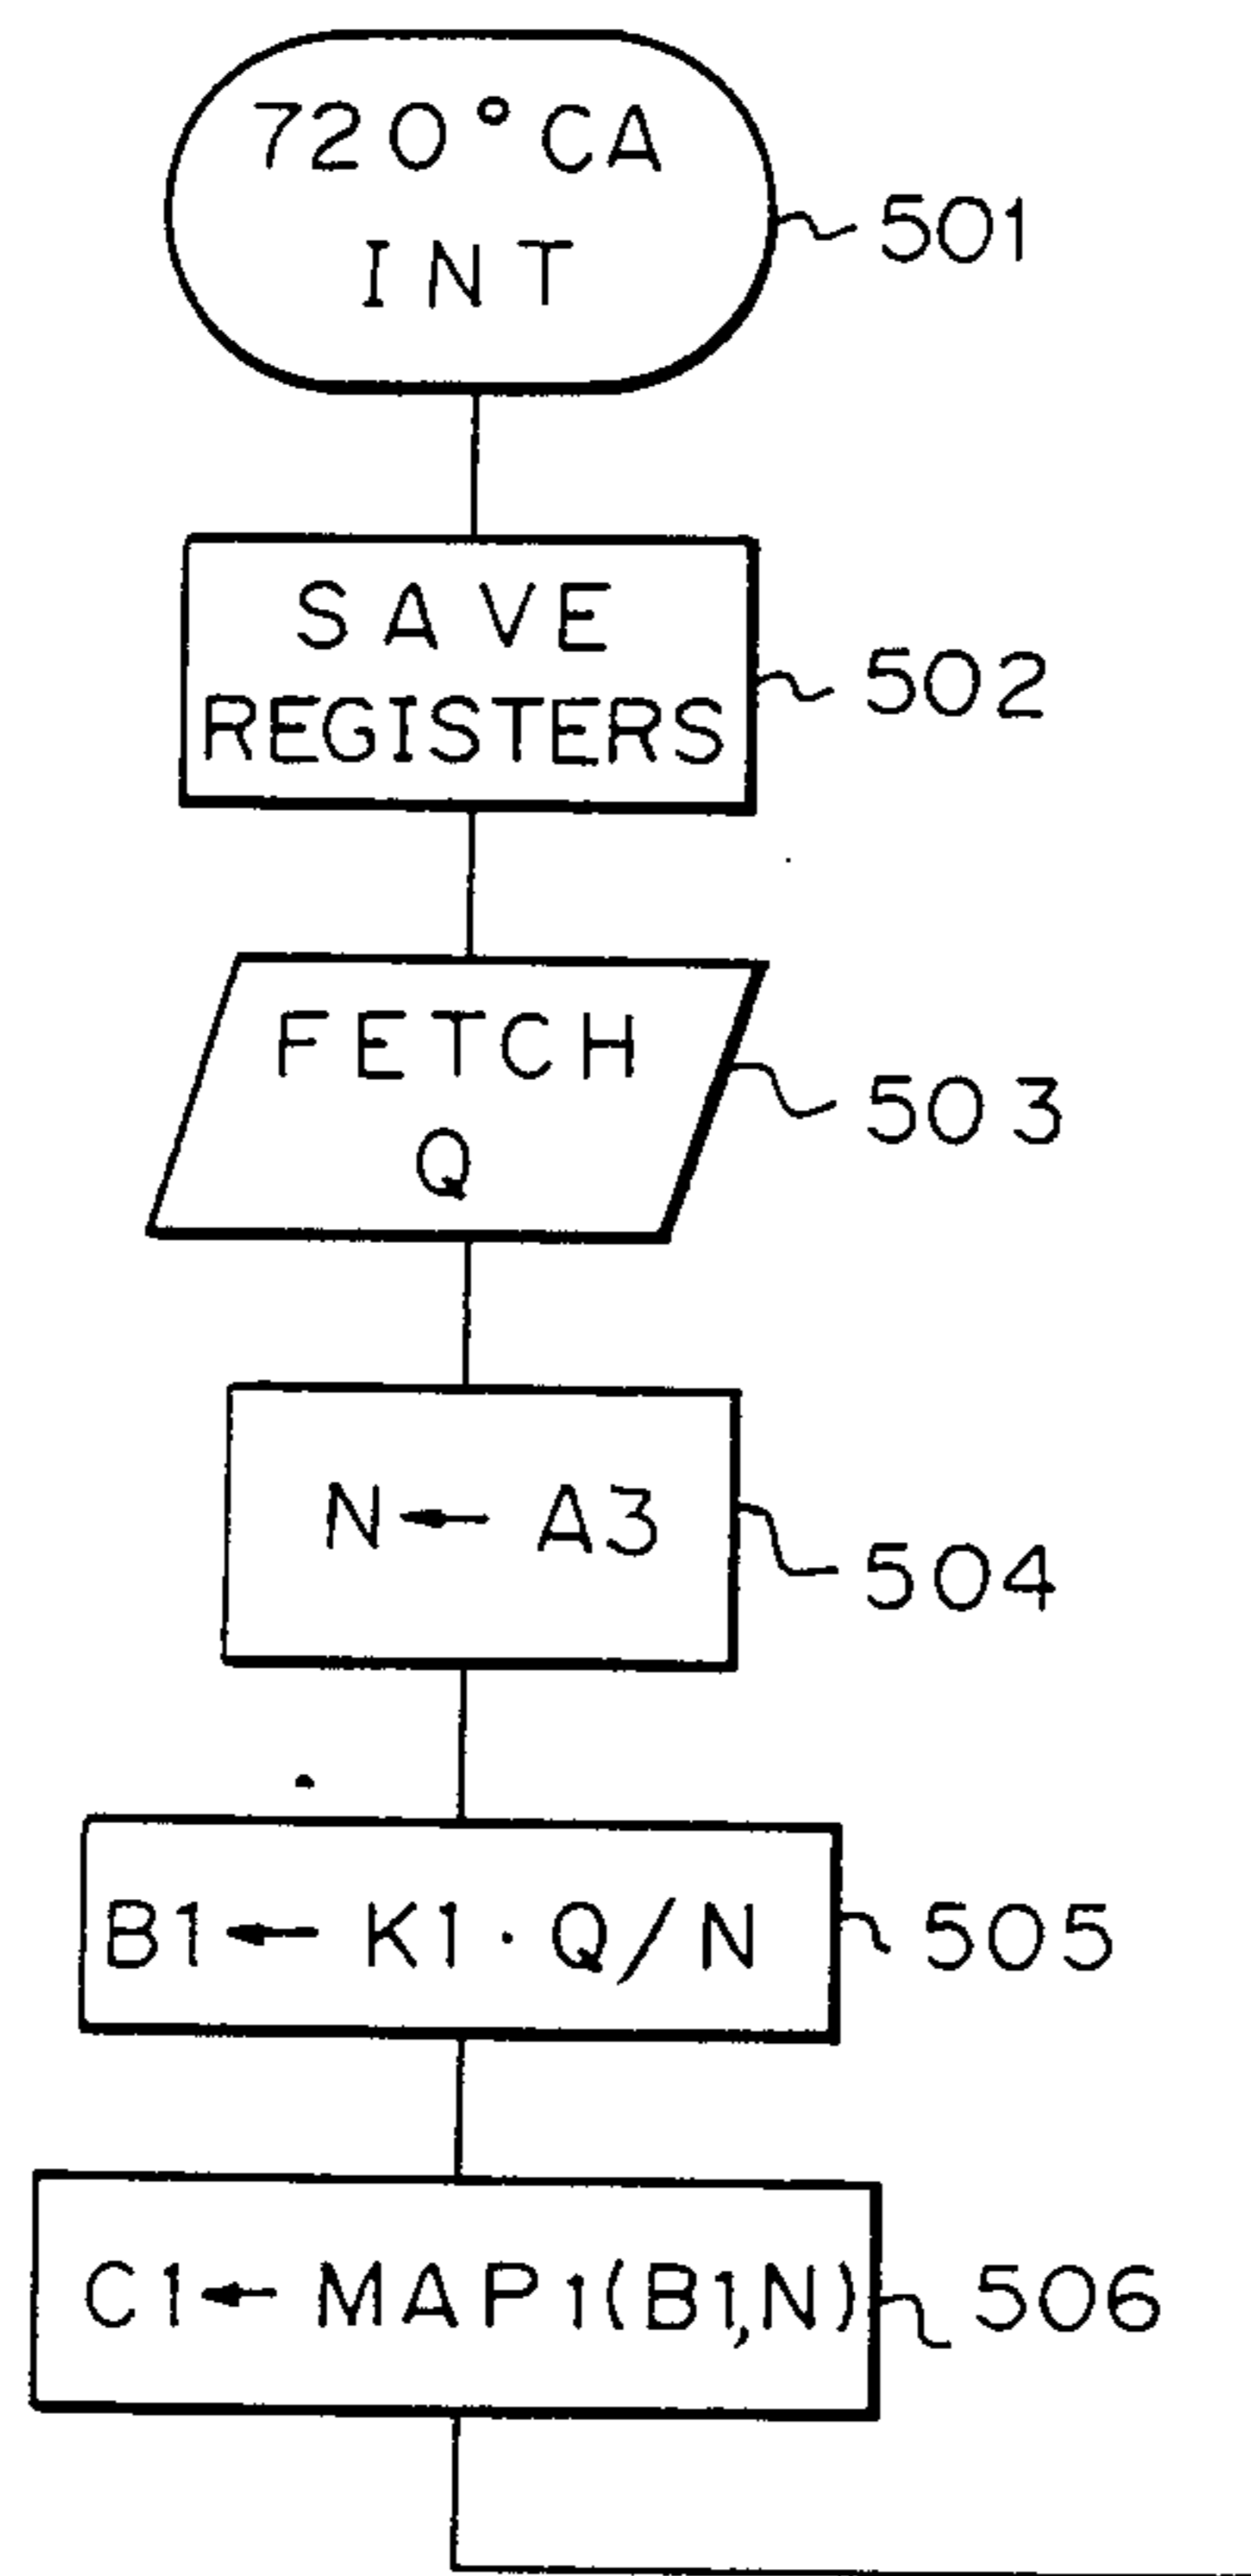 720°CA
INT
501
SAVE
REGISTERS
502
FETCH
Q
503
N ← A3
504
B1 ← K1 · Q/N
505
C1 ← MAP1(B1,N)
506